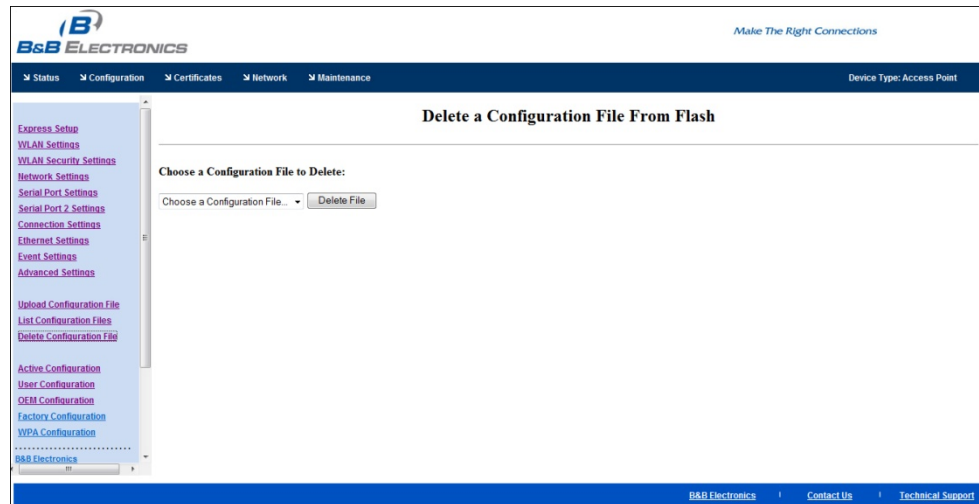 B&B ELECTRONICS
Make The Right Connections
Status Configuration Certificates Network Maintenance Device Type: Access Point
Express Setup
WLAN Settings
WLAN Security Settings
Network Settings
Serial Port Settings
Serial Port 2 Settings
Connection Settings
Ethernet Settings
Event Settings
Advanced Settings
Upload Configuration File
List Configuration Files
Delete Configuration File
Active Configuration
User Configuration
OEM Configuration
Factory Configuration
WPA Configuration
B&B Electronics
Delete a Configuration File From Flash
Choose a Configuration File to Delete:
Choose a Configuration File... Delete File
B&B Electronics | Contact Us | Technical Support